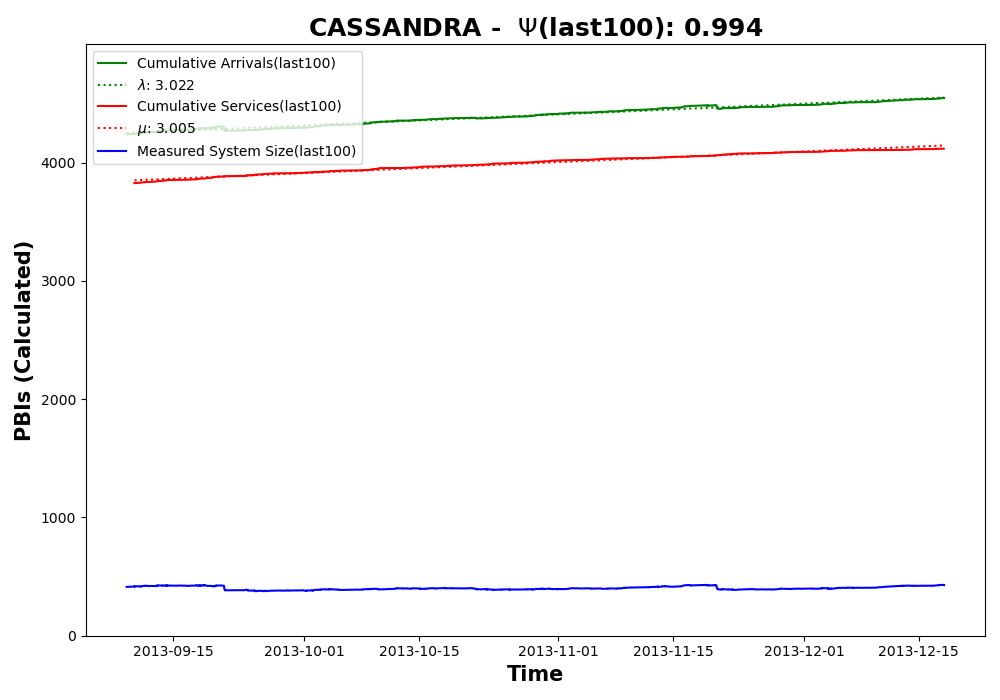 CASSANDRA - Ψ(last100): 0.994
Cumulative Arrivals(last100)
λ: 3.022
Cumulative Services(last100)
μ: 3.005
Measured System Size(last100)
PBIs (Calculated)
4000
3000
2000
1000
0
2013-09-15 2013-10-01 2013-10-15 2013-11-01 2013-11-15 2013-12-01 2013-12-15
Time